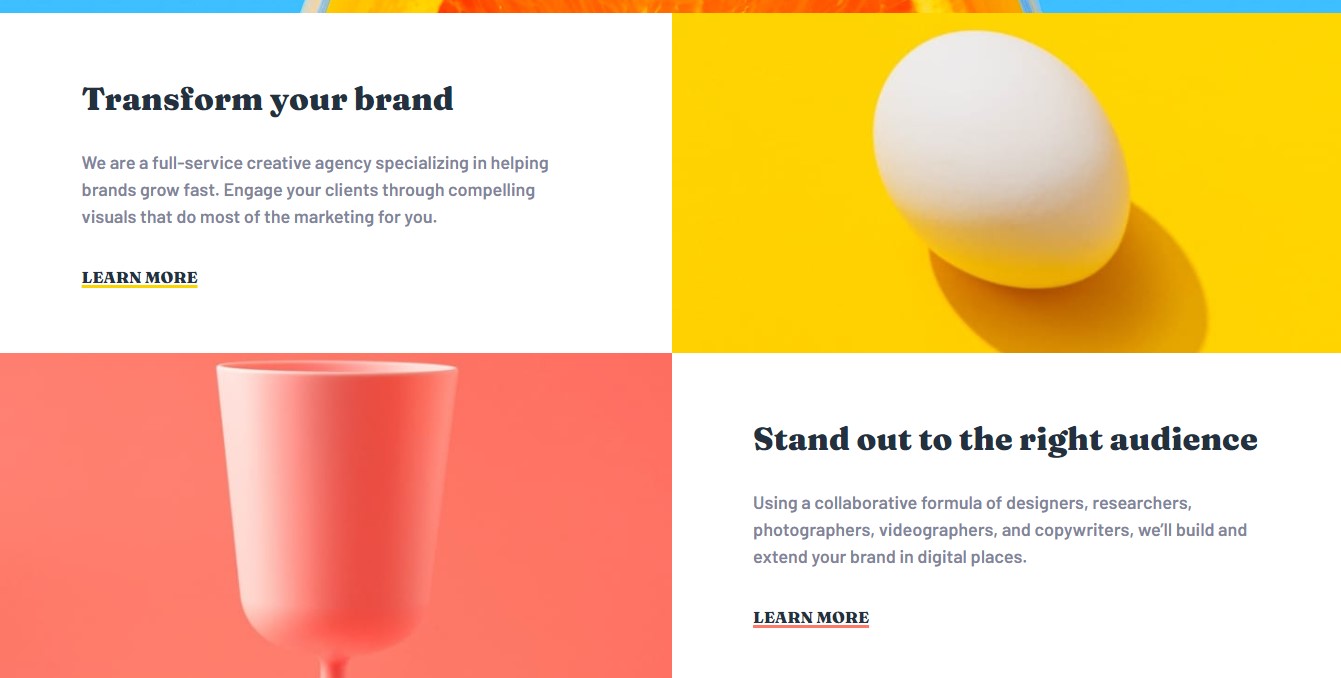 Transform your brand
We are a full-service creative agency specializing in helping
brands grow fast. Engage your clients through compelling
visuals that do most of the marketing for you.
LEARN MORE
Stand out to the right audience
Using a collaborative formula of designers, researchers,
photographers, videographers, and copywriters, we’ll build and
extend your brand in digital places.
LEARN MORE